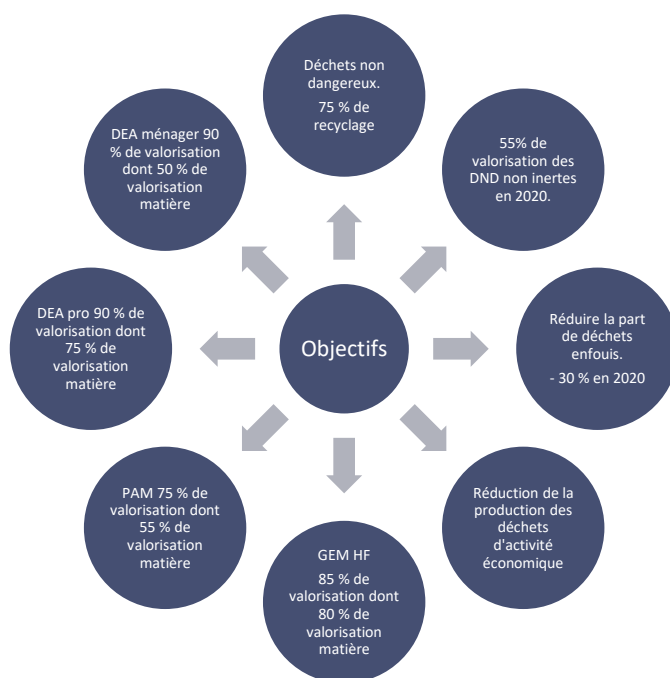 Déchets non
dangereux.
75 % de
recyclage
55% de
valorisation des
DND non inertes
en 2020.
Réduire la part
de déchets
enfouis.
- 30 % en 2020
Réduction de la
production des
déchets
d'activité
économique
GEM HF
85 % de
valorisation dont
80 % de
valorisation
matière
PAM 75 % de
valorisation dont
55 % de
valorisation
matière
DEA pro 90 % de
valorisation dont
75 % de
valorisation
matière
DEA ménager 90
% de valorisation
dont 50 % de
valorisation
matière
Objectifs